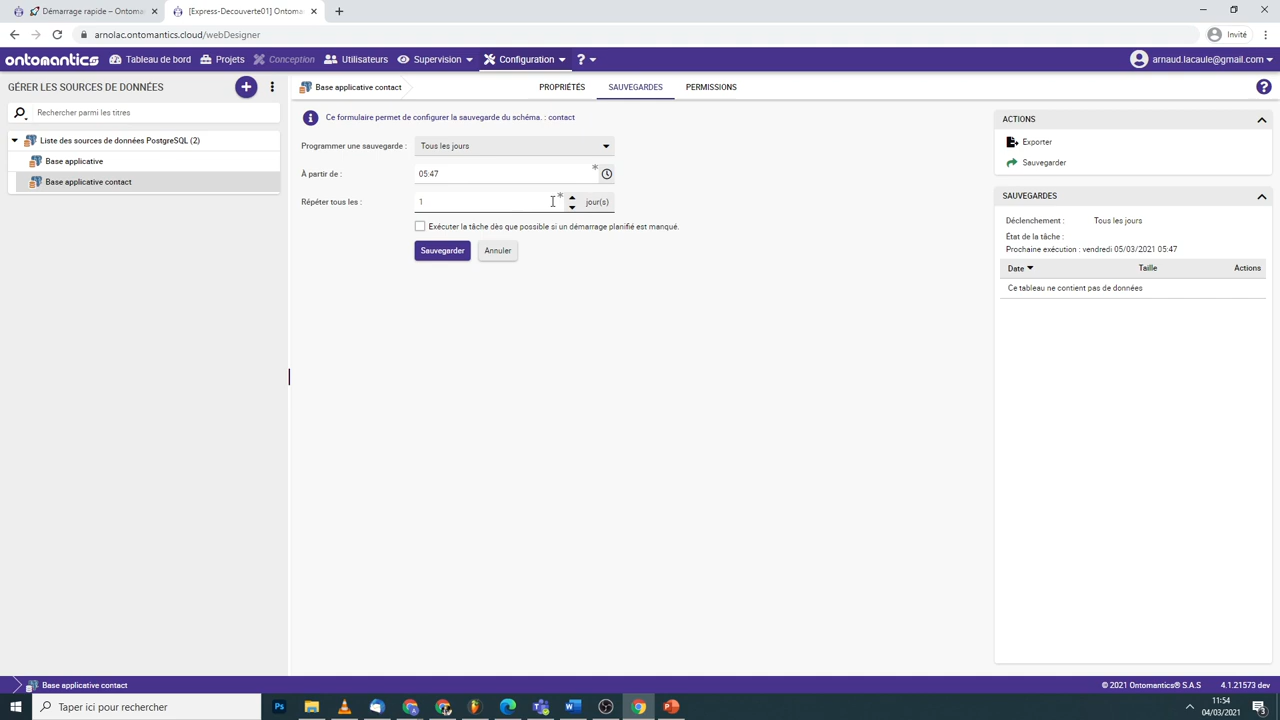 Démarrage rapide – Ontomantic
[Express-Decouverte01] Ontoma
arnolac.ontomantics.cloud/webDesigner
Invité
ontomantics
Tableau de bord
Projets
Conception
Utilisateurs
Supervision
Configuration
?
arnaud.lacaule@gmail.com
GÉRER LES SOURCES DE DONNÉES
Base applicative contact
PROPRIÉTÉS
SAUVEGARDES
PERMISSIONS
?
Rechercher parmi les titres
Liste des sources de données PostgreSQL (2)
Base applicative
Base applicative contact
Ce formulaire permet de configurer la sauvegarde du schéma. : contact
Programmer une sauvegarde :
Tous les jours
À partir de :
05:47
*
Répéter tous les :
1
*
jour(s)
Exécuter la tâche dès que possible si un démarrage planifié est manqué.
Sauvegarder
Annuler
ACTIONS
Exporter
Sauvegarder
SAUVEGARDES
Déclenchement :
Tous les jours
État de la tâche :
Prochaine exécution : vendredi 05/03/2021 05:47
Date
Taille
Actions
Ce tableau ne contient pas de données
Base applicative contact
© 2021 Ontomantics® S.A.S
4.1.21573 dev
Taper ici pour rechercher
11:54
04/03/2021